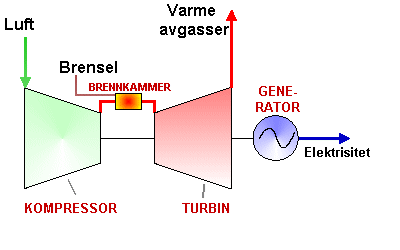 Luft
Varme
avgasser
Brensel
BRENNKAMMER
GENE-
RATOR
Elektrisitet
KOMPRESSOR
TURBIN